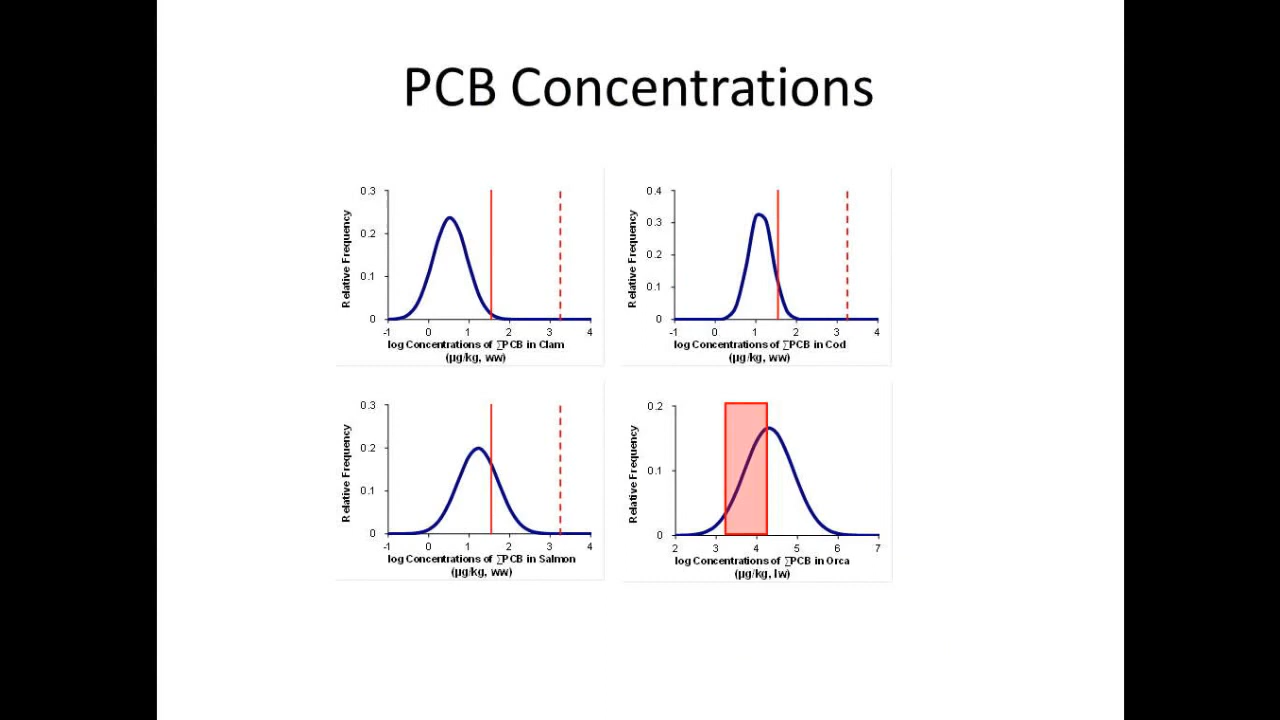 PCB Concentrations
0.3
0.2
0.1
0
Relative Frequency
-1 0 1 2 3 4
log Concentrations of ∑PCB in Clam
(µg/kg, ww)
0.4
0.3
0.2
0.1
0
Relative Frequency
-1 0 1 2 3 4
log Concentrations of ∑PCB in Cod
(µg/kg, ww)
0.3
0.2
0.1
0
Relative Frequency
-1 0 1 2 3 4
log Concentrations of ∑PCB in Salmon
(µg/kg, ww)
0.2
0.1
0
Relative Frequency
2 3 4 5 6 7
log Concentrations of ∑PCB in Orca
(µg/kg, lw)